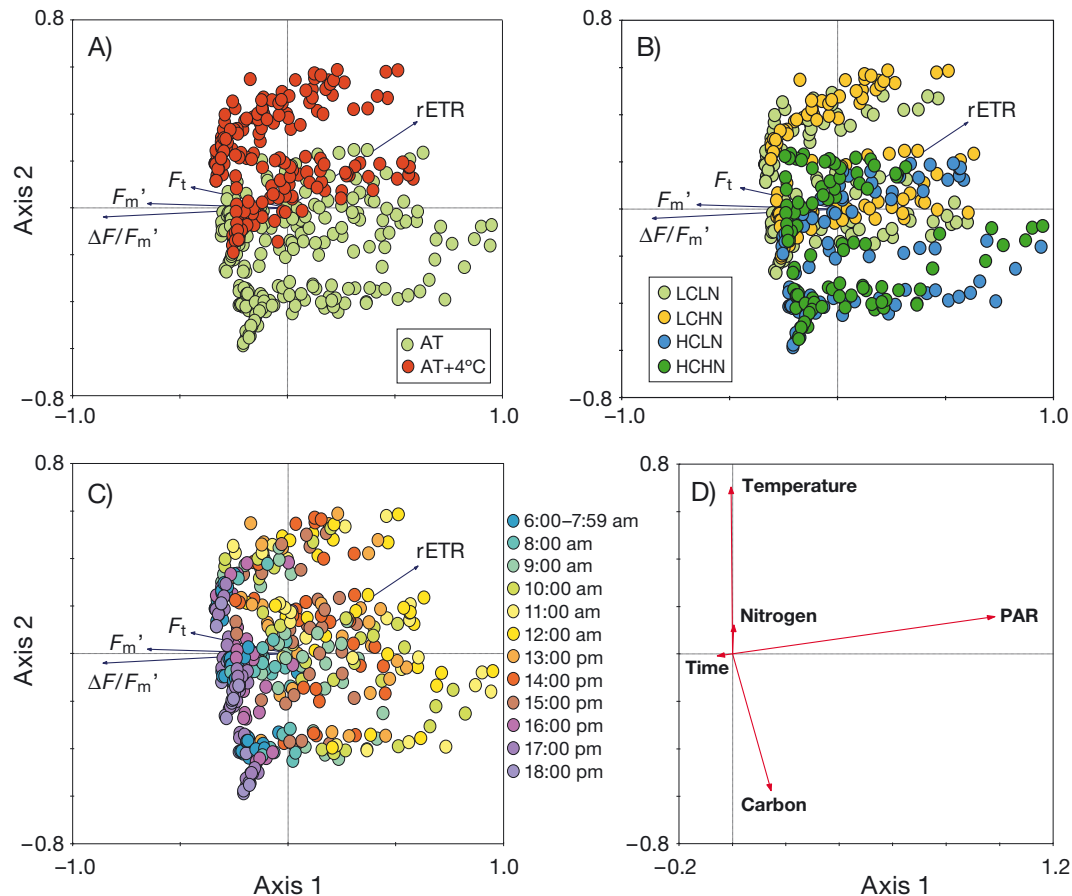 0.8
A)
rETR
Axis 2
Ft
Fm'
ΔF/Fm'
AT
AT+4ºC
–0.8
–1.0
1.0
B)
rETR
Ft
Fm'
ΔF/Fm'
LCLN
LCHN
HCLN
HCHN
–0.8
–1.0
1.0
0.8
C)
rETR
Axis 2
Ft
Fm'
ΔF/Fm'
6:00–7:59 am
8:00 am
9:00 am
10:00 am
11:00 am
12:00 am
13:00 pm
14:00 pm
15:00 pm
16:00 pm
17:00 pm
18:00 pm
–0.8
–1.0
1.0
Axis 1
0.8
D)
Temperature
Nitrogen
PAR
Time
Carbon
–0.8
–0.2
1.2
Axis 1